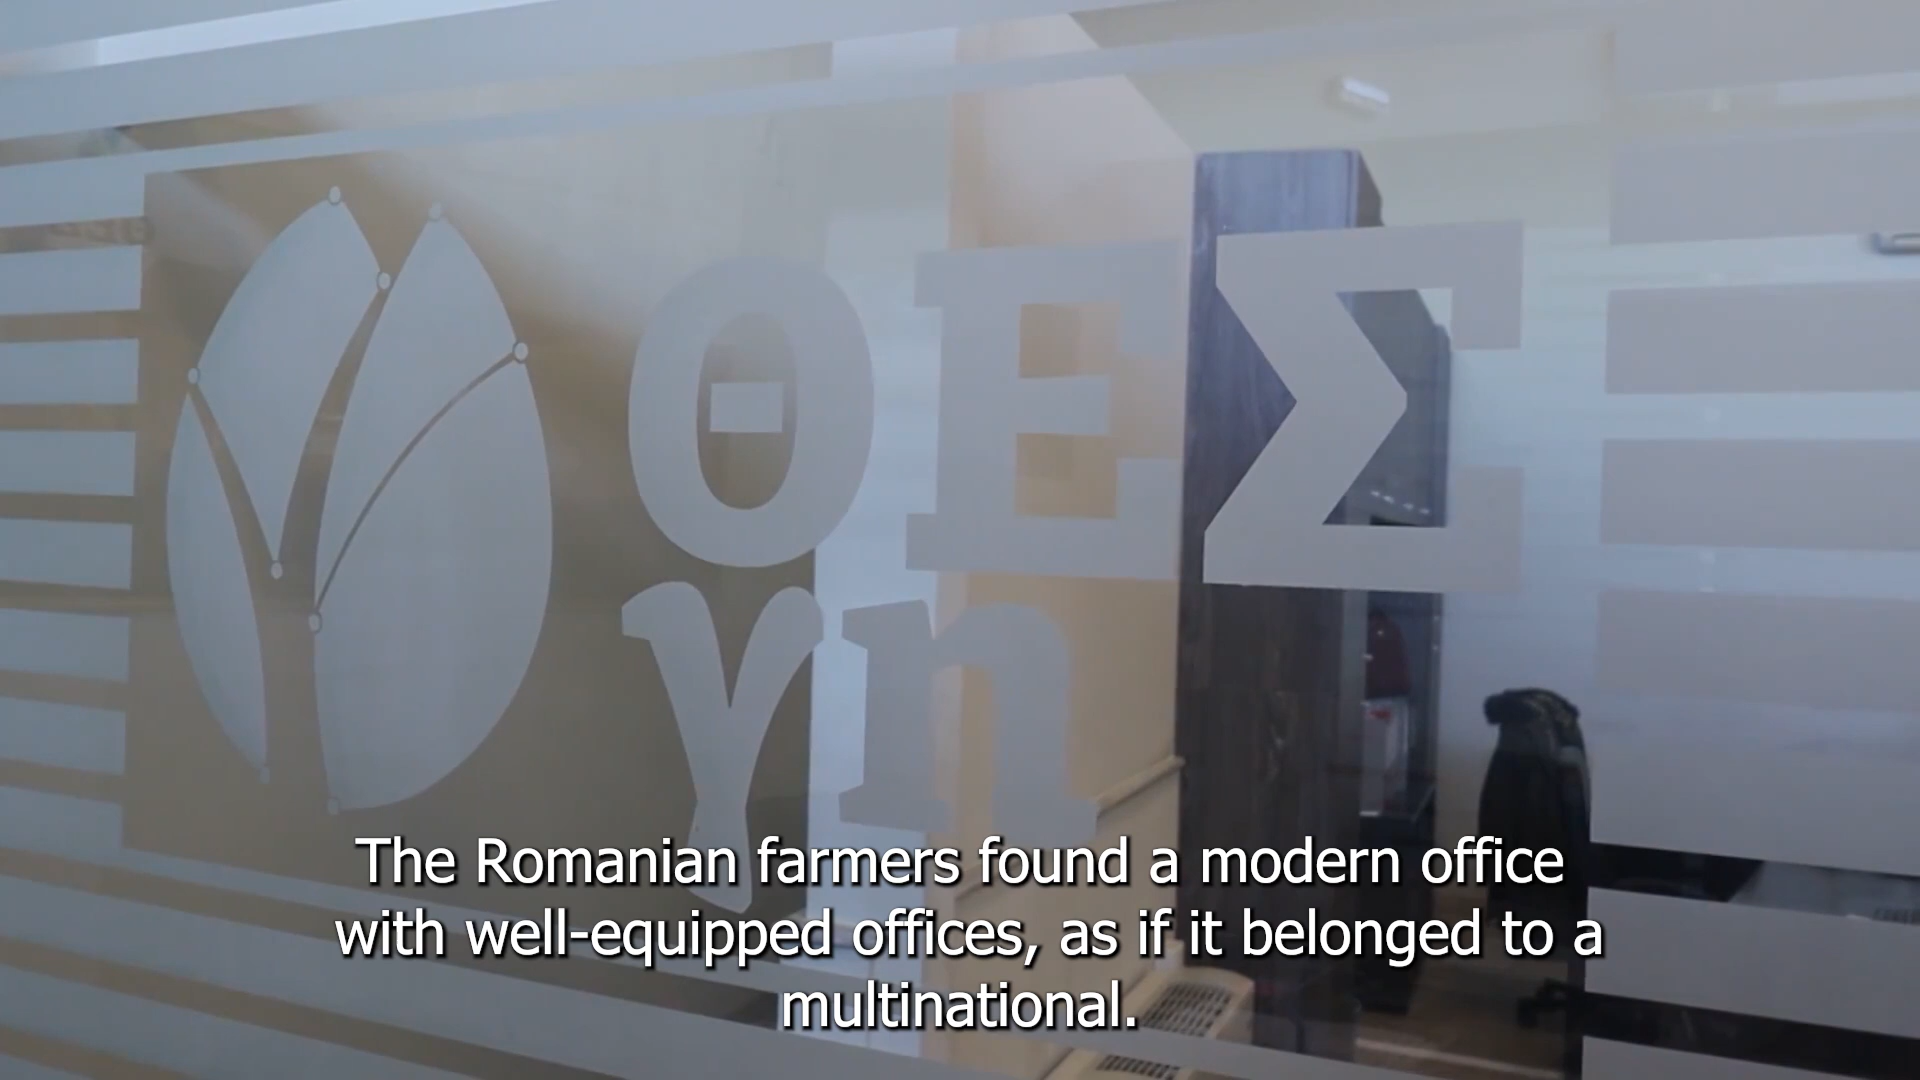 ΘΕΣ
γη
The Romanian farmers found a modern office
with well-equipped offices, as if it belonged to a
multinational.